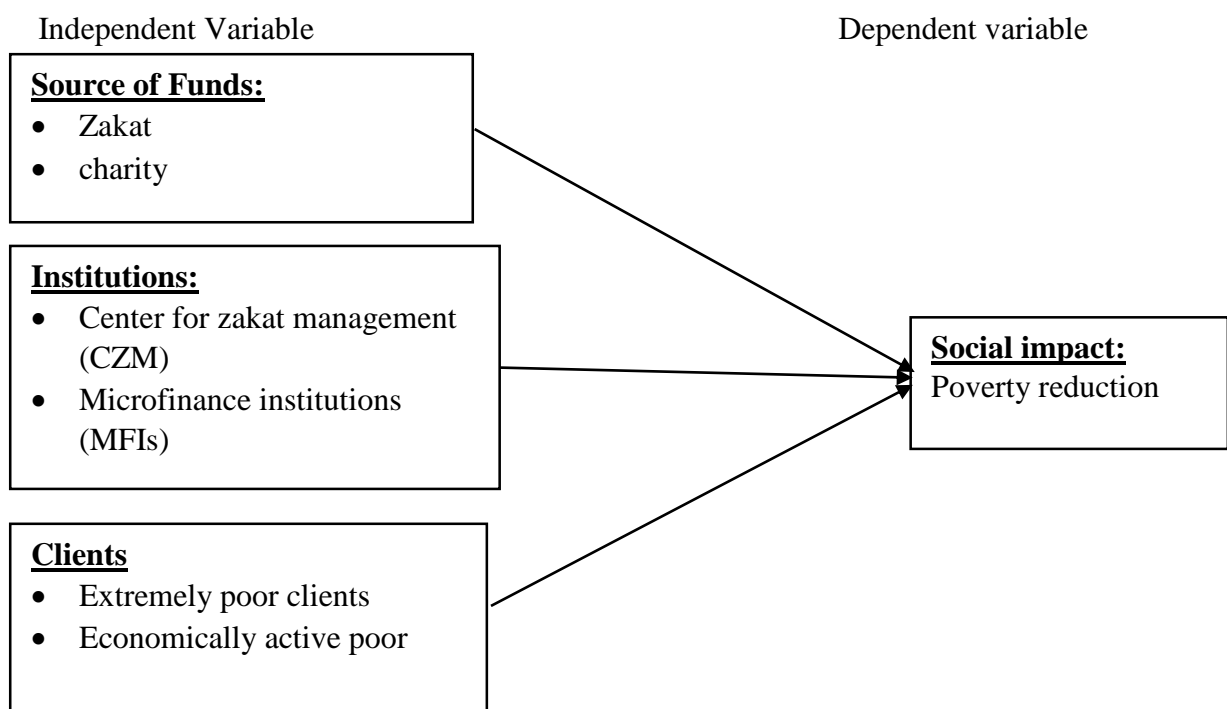 Independent Variable
Dependent variable
Source of Funds:
• Zakat
• charity
Institutions:
• Center for zakat management
(CZM)
• Microfinance institutions
(MFIs)
Social impact:
Poverty reduction
Clients
• Extremely poor clients
• Economically active poor